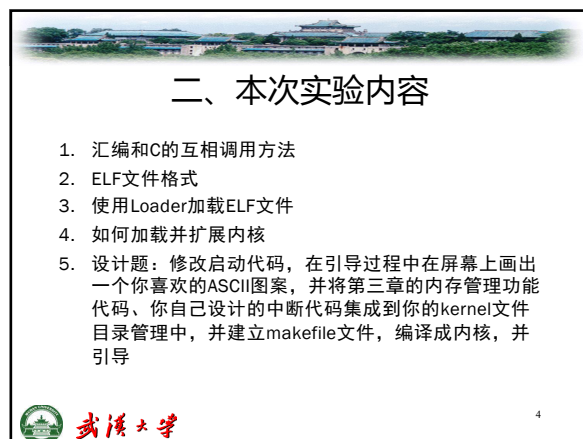 二、本次实验内容
1. 汇编和C的互相调用方法
2. ELF文件格式
3. 使用Loader加载ELF文件
4. 如何加载并扩展内核
5. 设计题：修改启动代码，在引导过程中在屏幕上画出
一个你喜欢的ASCII图案，并将第三章的内存管理功能
代码、你自己设计的中断代码集成到你的kernel文件
目录管理中，并建立makefile文件，编译成内核，并
引导
武汉大学
4